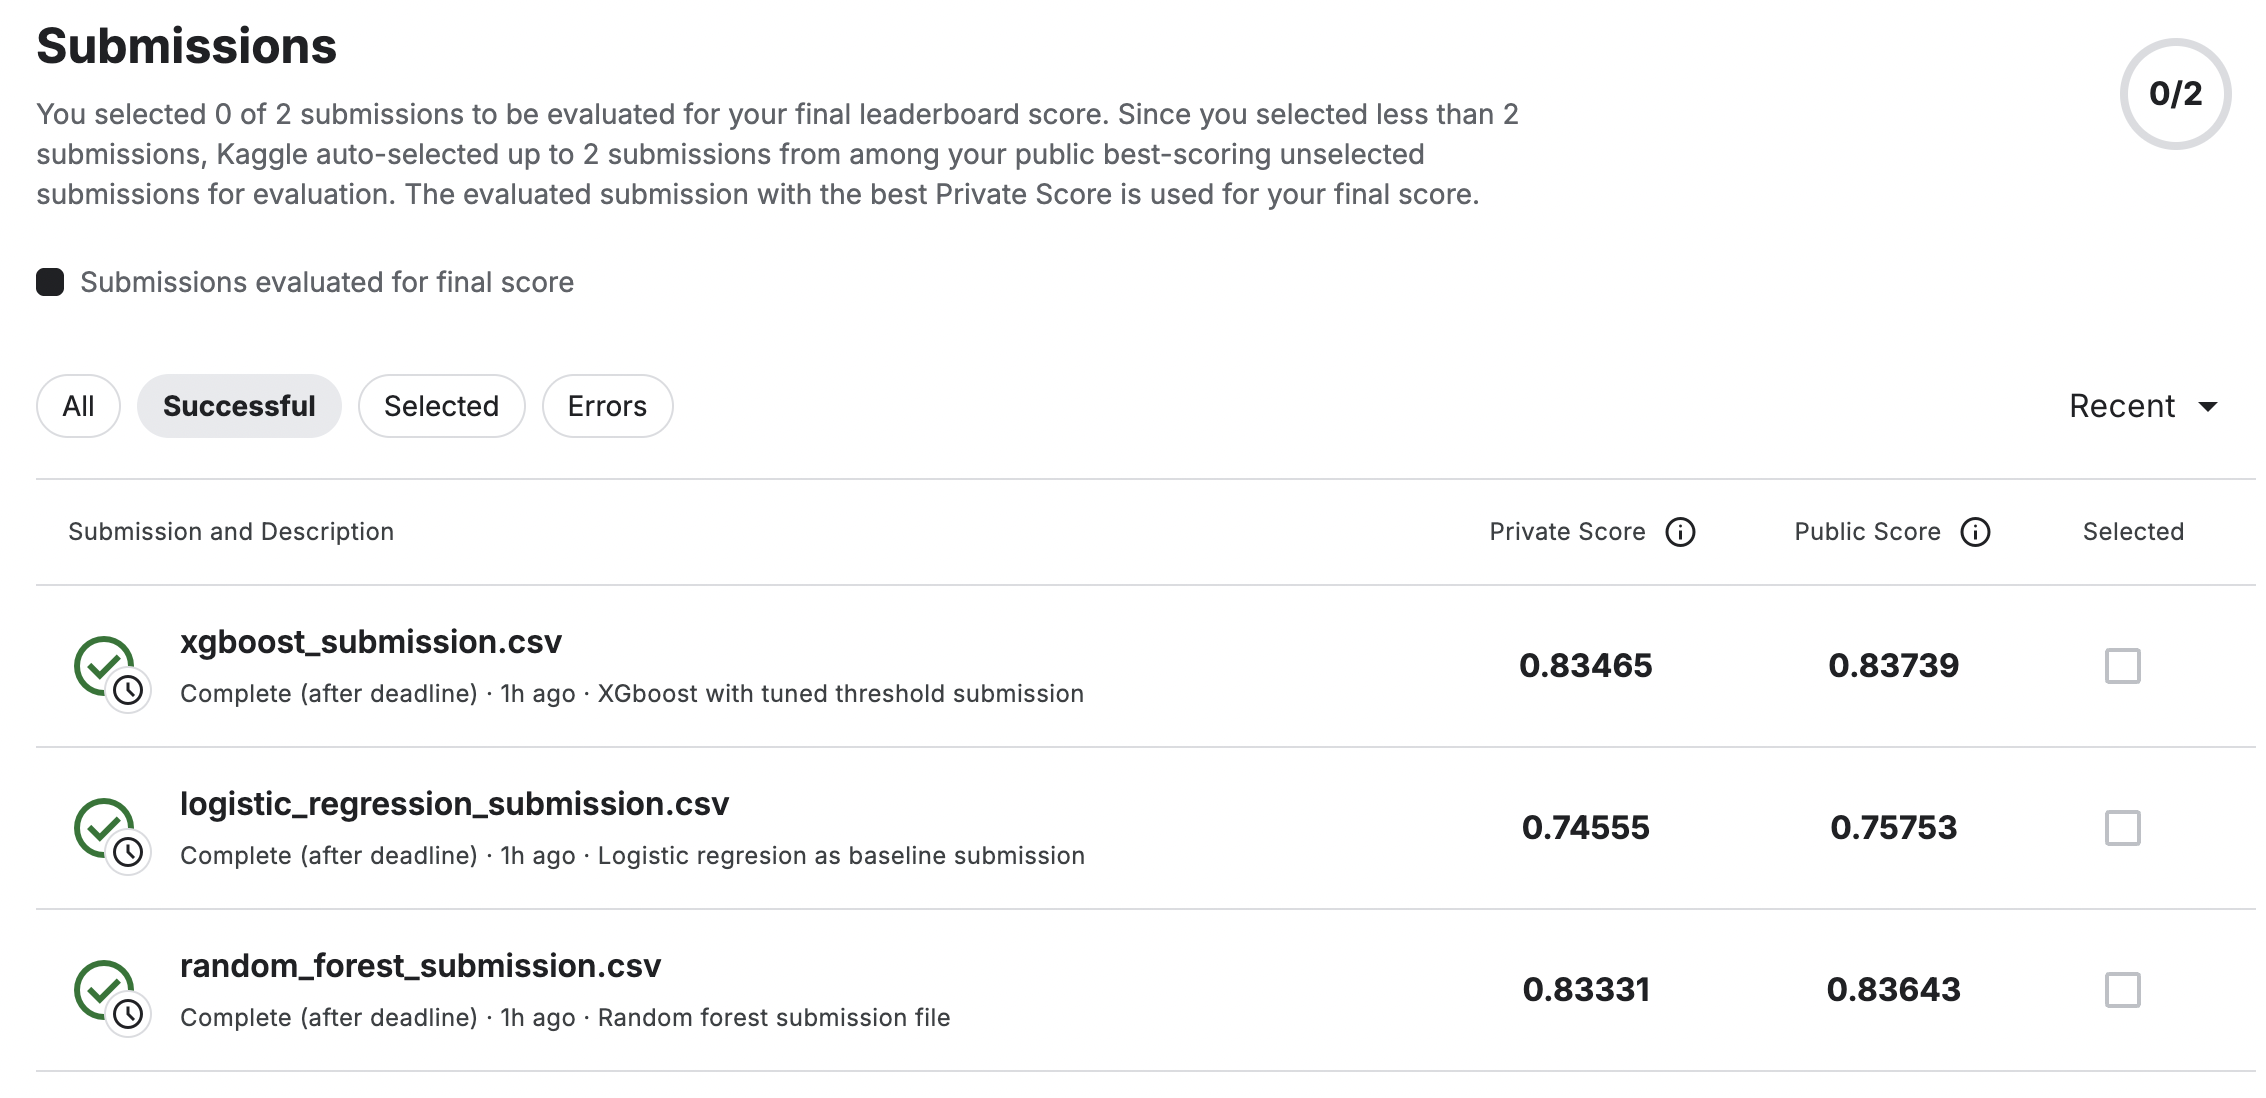 Submissions
0/2
You selected 0 of 2 submissions to be evaluated for your final leaderboard score. Since you selected less than 2
submissions, Kaggle auto-selected up to 2 submissions from among your public best-scoring unselected
submissions for evaluation. The evaluated submission with the best Private Score is used for your final score.
Submissions evaluated for final score
All Successful Selected Errors Recent
Submission and Description Private Score Public Score Selected
xgboost_submission.csv
Complete (after deadline) · 1h ago · XGboost with tuned threshold submission
0.83465 0.83739
logistic_regression_submission.csv
Complete (after deadline) · 1h ago · Logistic regresion as baseline submission
0.74555 0.75753
random_forest_submission.csv
Complete (after deadline) · 1h ago · Random forest submission file
0.83331 0.83643